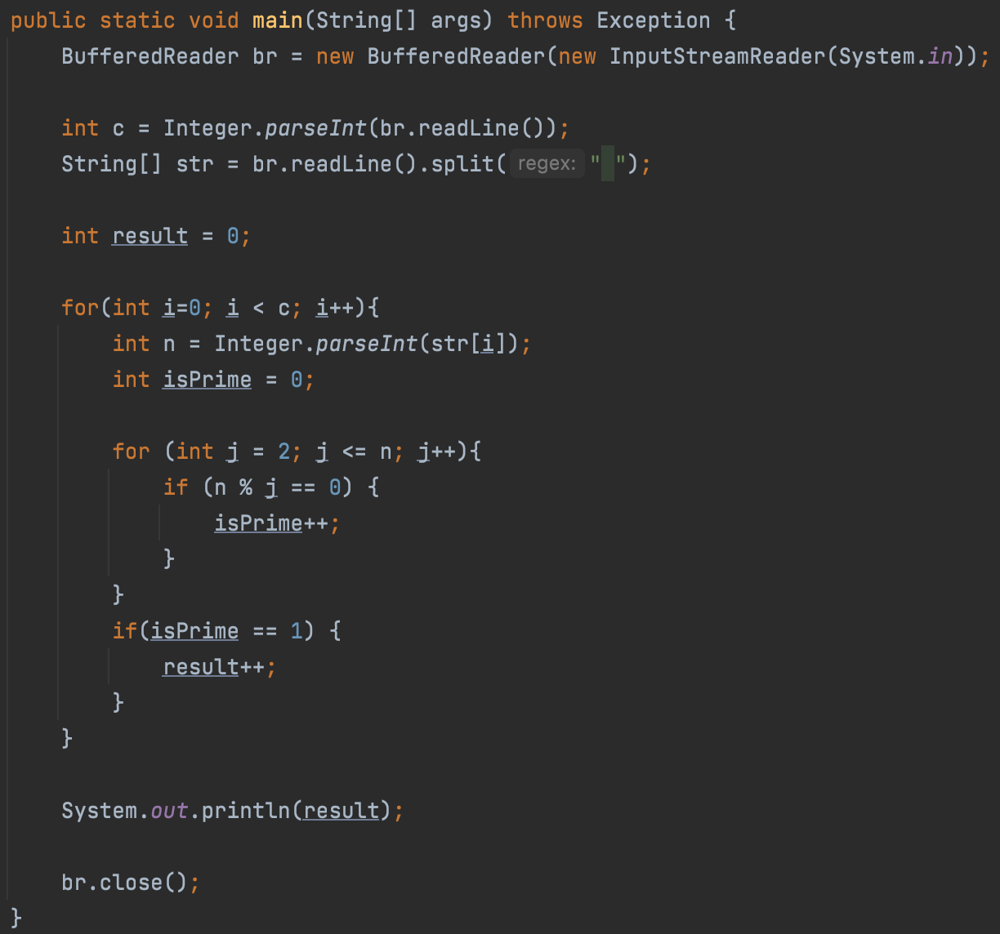 public static void main(String[] args) throws Exception {
BufferedReader br = new BufferedReader(new InputStreamReader(System.in));
int c = Integer.parseInt(br.readLine());
String[] str = br.readLine().split( regex: " ");
int result = 0;
for(int i=0; i < c; i++){
int n = Integer.parseInt(str[i]);
int isPrime = 0;
for (int j = 2; j <= n; j++){
if (n % j == 0) {
isPrime++;
}
}
if(isPrime == 1) {
result++;
}
}
System.out.println(result);
br.close();
}